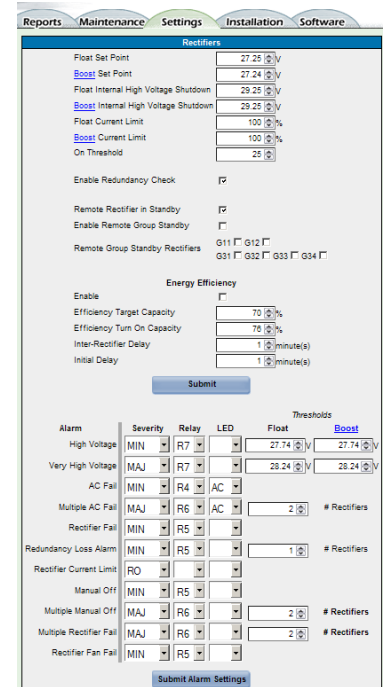 Reports Maintenance Settings Installation Software
Rectifiers
Float Set Point 27.25 V
Boost Set Point 27.24 V
Float Internal High Voltage Shutdown 29.25 V
Boost Internal High Voltage Shutdown 29.25 V
Float Current Limit 100 %
Boost Current Limit 100 %
On Threshold 25
Enable Redundancy Check
Remote Rectifier in Standby
Enable Remote Group Standby
Remote Group Standby Rectifiers
G11 G12
G31 G32 G33 G34
Energy Efficiency
Enable
Efficiency Target Capacity 70 %
Efficiency Turn On Capacity 76 %
Inter-Rectifier Delay 1 minute(s)
Initial Delay 1 minute(s)
Submit
Thresholds
Alarm Severity Relay LED Float Boost
High Voltage MIN R7 27.74 V 27.74 V
Very High Voltage MAJ R7 28.24 V 28.24 V
AC Fail MIN R4 AC
Multiple AC Fail MAJ R6 AC 2 # Rectifiers
Rectifier Fail MIN R5
Redundancy Loss Alarm MIN R5 1 # Rectifiers
Rectifier Current Limit RO
Manual Off MIN R5
Multiple Manual Off MAJ R6 2 # Rectifiers
Multiple Rectifier Fail MAJ R6 2 # Rectifiers
Rectifier Fan Fail MIN R5
Submit Alarm Settings